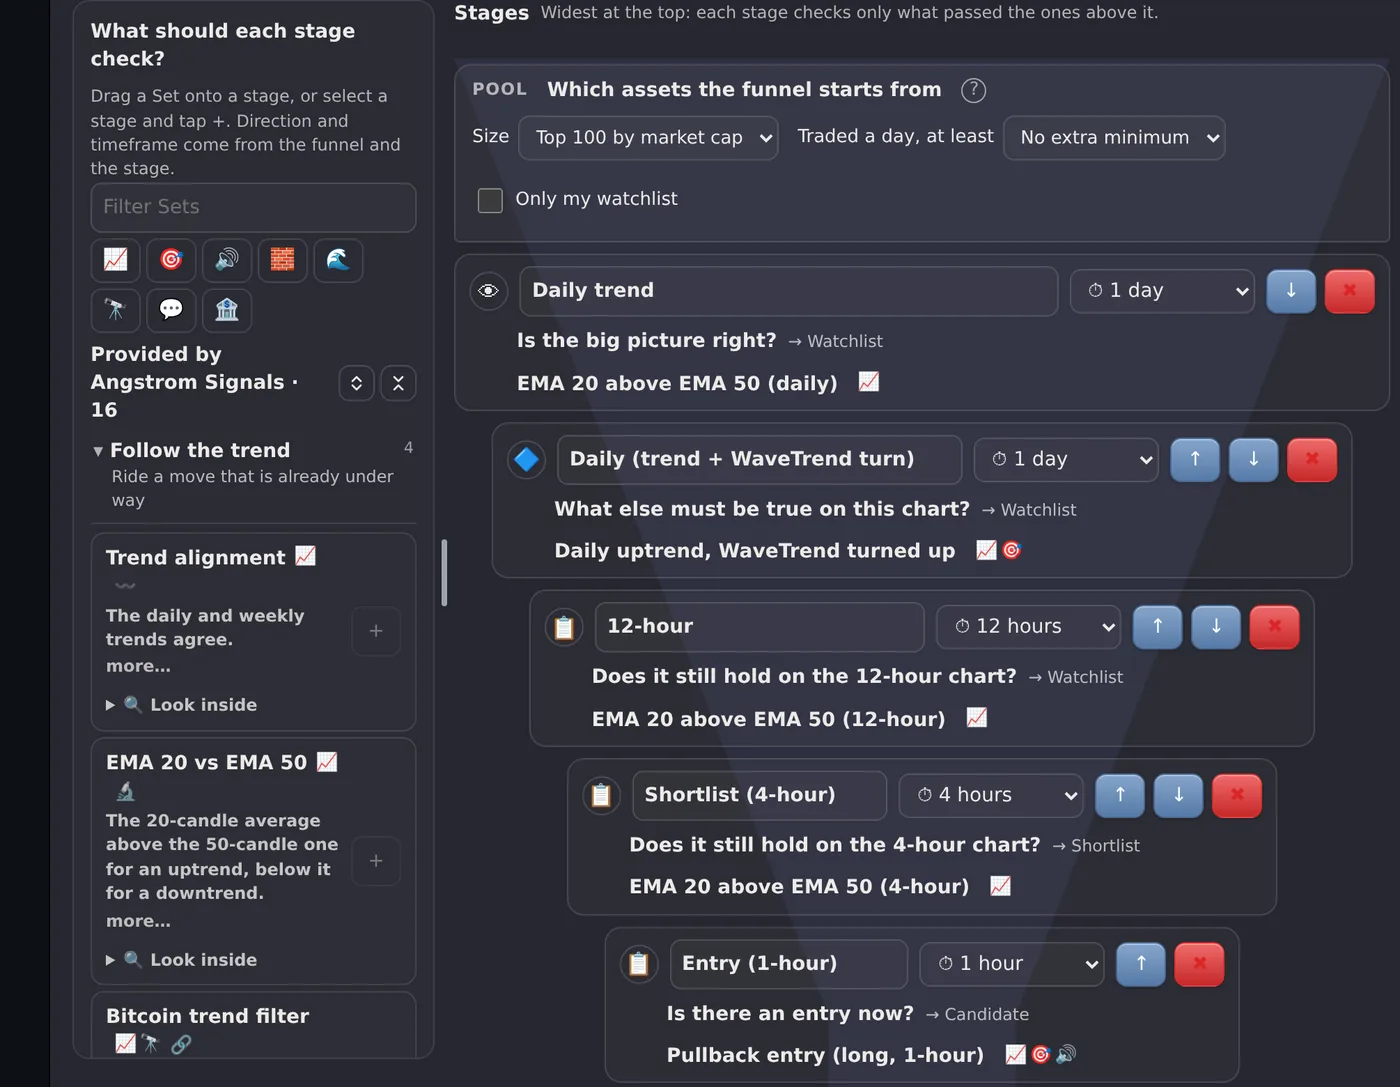 What should each stage
check?
Drag a Set onto a stage, or select a
stage and tap +. Direction and
timeframe come from the funnel and
the stage.
Filter Sets
Provided by
Angstrom Signals ·
16
Follow the trend 4
Ride a move that is already under
way
Trend alignment
The daily and weekly
trends agree.
more...
+
Look inside
EMA 20 vs EMA 50
The 20-candle average
above the 50-candle one
for an uptrend, below it
for a downtrend.
more...
+
Look inside
Bitcoin trend filter
Stages Widest at the top: each stage checks only what passed the ones above it.
POOL Which assets the funnel starts from ?
Size Top 100 by market cap Traded a day, at least No extra minimum
Only my watchlist
Daily trend 1 day ↓ ✖
Is the big picture right? → Watchlist
EMA 20 above EMA 50 (daily)
Daily (trend + WaveTrend turn) 1 day ↑ ↓ ✖
What else must be true on this chart? → Watchlist
Daily uptrend, WaveTrend turned up
12-hour 12 hours ↑ ↓ ✖
Does it still hold on the 12-hour chart? → Watchlist
EMA 20 above EMA 50 (12-hour)
Shortlist (4-hour) 4 hours ↑ ↓ ✖
Does it still hold on the 4-hour chart? → Shortlist
EMA 20 above EMA 50 (4-hour)
Entry (1-hour) 1 hour ↑ ✖
Is there an entry now? → Candidate
Pullback entry (long, 1-hour)